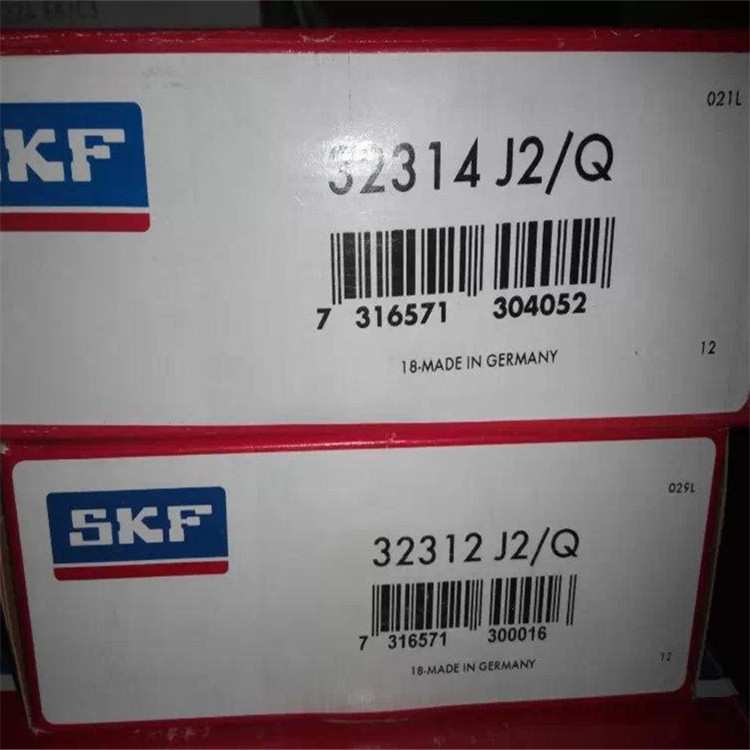 021L
SKF
32314 J2/Q
7 316571 304052
18-MADE IN GERMANY
12
029L
SKF
32312 J2/Q
7 316571 300016
18-MADE IN GERMANY
12